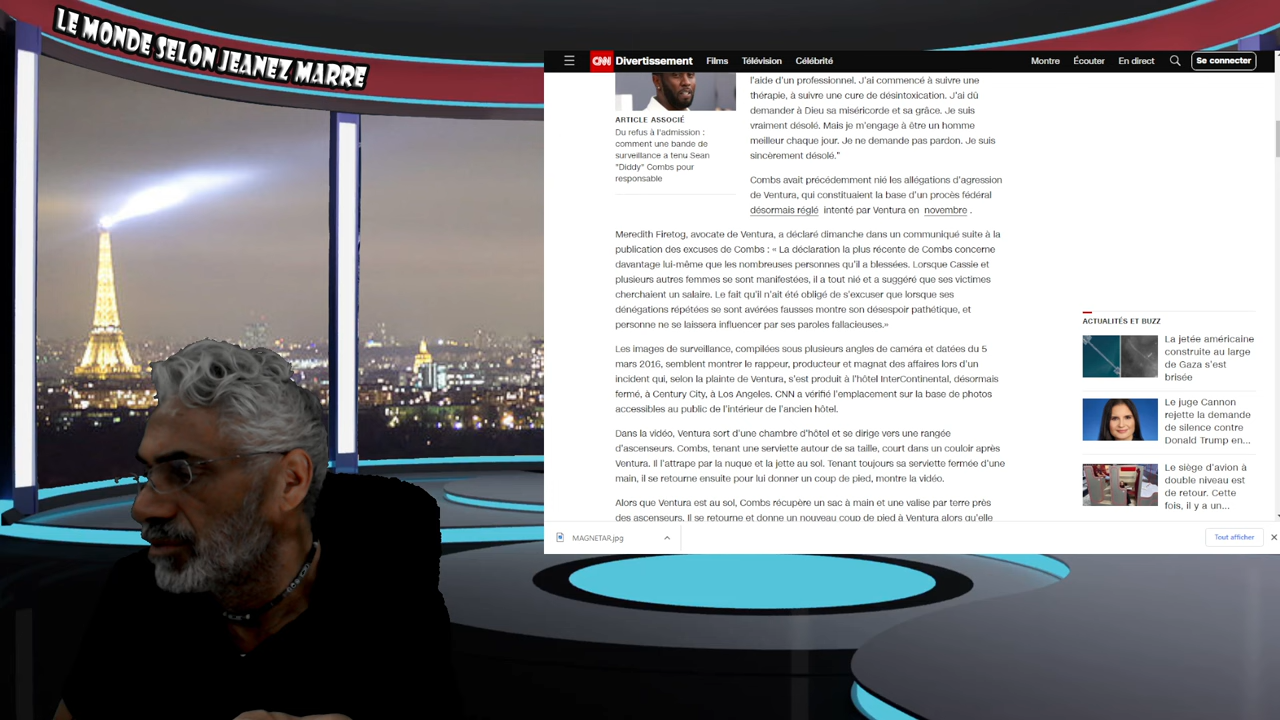 LE MONDE SELON JEANEZ MARRE
CNN Divertissement Films Télévision Célébrité Montre Écouter En direct Se connecter
ARTICLE ASSOCIÉ
Du refus à l'admission :
comment une bande de
surveillance a tenu Sean
"Diddy" Combs pour
responsable
l'aide d'un professionnel. J'ai commencé à suivre une
thérapie, à suivre une cure de désintoxication. J'ai dû
demander à Dieu sa miséricorde et sa grâce. Je suis
vraiment désolé. Mais je m'engage à être un homme
meilleur chaque jour. Je ne demande pas pardon. Je suis
sincèrement désolé."
Combs avait précédemment nié les allégations d'agression
de Ventura, qui constituaient la base d'un procès fédéral
désormais réglé intenté par Ventura en novembre .
Meredith Firetog, avocate de Ventura, a déclaré dimanche dans un communiqué suite à la
publication des excuses de Combs : « La déclaration la plus récente de Combs concerne
davantage lui-même que les nombreuses personnes qu'il a blessées. Lorsque Cassie et
plusieurs autres femmes se sont manifestées, il a tout nié et a suggéré que ses victimes
cherchaient un salaire. Le fait qu'il n'ait été obligé de s'excuser que lorsque ses
dénégations répétées se sont avérées fausses montre son désespoir pathétique, et
personne ne se laissera influencer par ses paroles fallacieuses.»
Les images de surveillance, compilées sous plusieurs angles de caméra et datées du 5
mars 2016, semblent montrer le rappeur, producteur et magnat des affaires lors d'un
incident qui, selon la plainte de Ventura, s'est produit à l'hôtel InterContinental, désormais
fermé, à Century City, à Los Angeles. CNN a vérifié l'emplacement sur la base de photos
accessibles au public de l'intérieur de l'ancien hôtel.
Dans la vidéo, Ventura sort d'une chambre d'hôtel et se dirige vers une rangée
d'ascenseurs. Combs, tenant une serviette autour de sa taille, court dans un couloir après
Ventura. Il l'attrape par la nuque et la jette au sol. Tenant toujours sa serviette fermée d'une
main, il se retourne ensuite pour lui donner un coup de pied, montre la vidéo.
Alors que Ventura est au sol, Combs récupère un sac à main et une valise par terre près
des ascenseurs. Il se retourne et donne un nouveau coup de pied à Ventura alors qu'elle
ACTUALITÉS ET BUZZ
La jetée américaine
construite au large
de Gaza s'est
brisée
Le juge Cannon
rejette la demande
de silence contre
Donald Trump en...
Le siège d'avion à
double niveau est
de retour. Cette
fois, il y a un...
MAGNETAR.jpg
Tout afficher